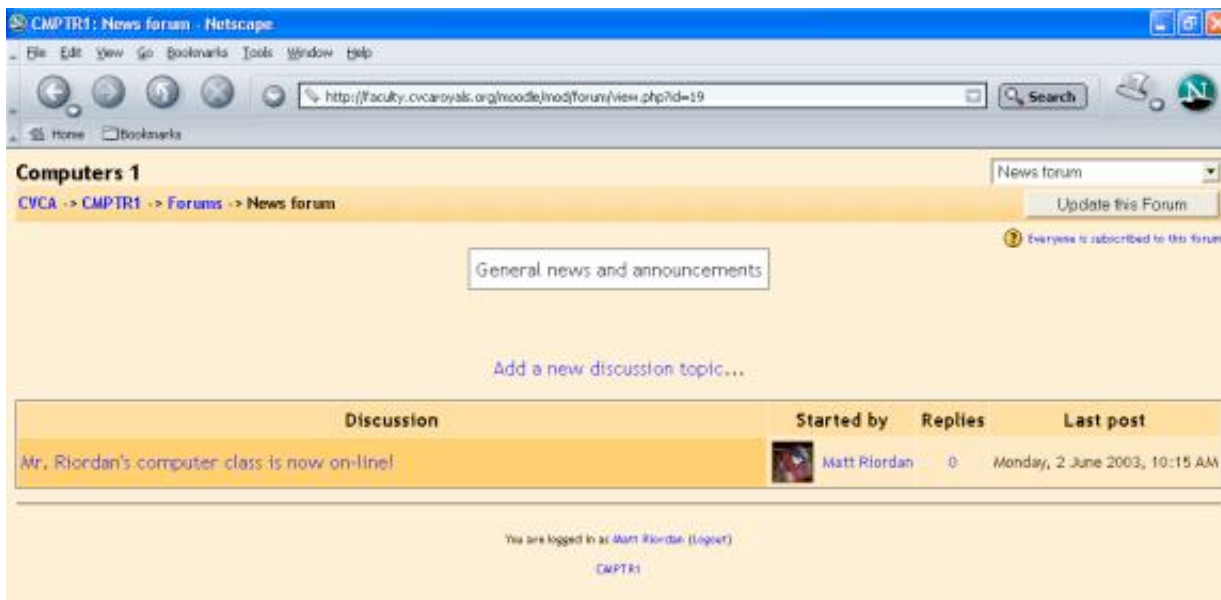 CMPTR1: News forum - Netscape
File Edit View Go Bookmarks Tools Window Help
http://faculty.cvcaroyals.org/moodle/mod/forum/view.php?id=19 Search N
Home Bookmarks
Computers 1 News forum
CVCA -> CMPTR1 -> Forums -> News forum Update this Forum
? Everyone is subscribed to this forum
General news and announcements
Add a new discussion topic...
Discussion Started by Replies Last post
Mr. Riordan's computer class is now on-line! Matt Riordan 0 Monday, 2 June 2003, 10:15 AM
You are logged in as Matt Riordan (Logout)
CMPTR1